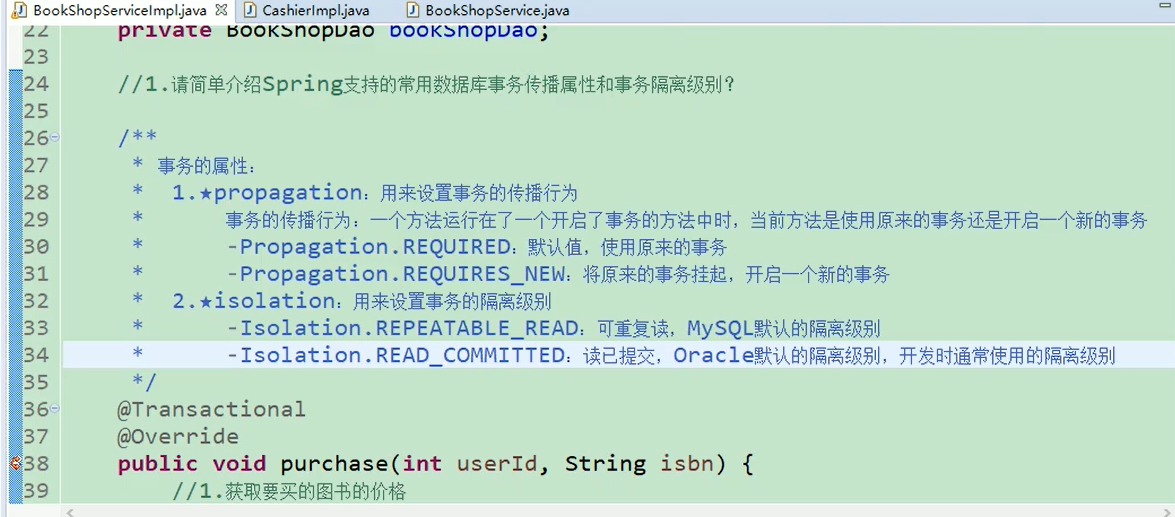 BookShopServiceImpl.java CashierImpl.java BookShopService.java
22 private BookShopDao bookShopDao;
23
24 //1.请简单介绍Spring支持的常用数据库事务传播属性和事务隔离级别?
25
26 /**
27 * 事务的属性:
28 * 1.★propagation:用来设置事务的传播行为
29 * 事务的传播行为:一个方法运行在了一个开启了事务的方法中时,当前方法是使用原来的事务还是开启一个新的事务
30 * -Propagation.REQUIRED:默认值,使用原来的事务
31 * -Propagation.REQUIRES_NEW:将原来的事务挂起,开启一个新的事务
32 * 2.★isolation:用来设置事务的隔离级别
33 * -Isolation.REPEATABLE_READ:可重复读,MySQL默认的隔离级别
34 * -Isolation.READ_COMMITTED:读已提交,Oracle默认的隔离级别,开发时通常使用的隔离级别
35 */
36 @Transactional
37 @Override
38 public void purchase(int userId, String isbn) {
39 //1.获取要买的图书的价格